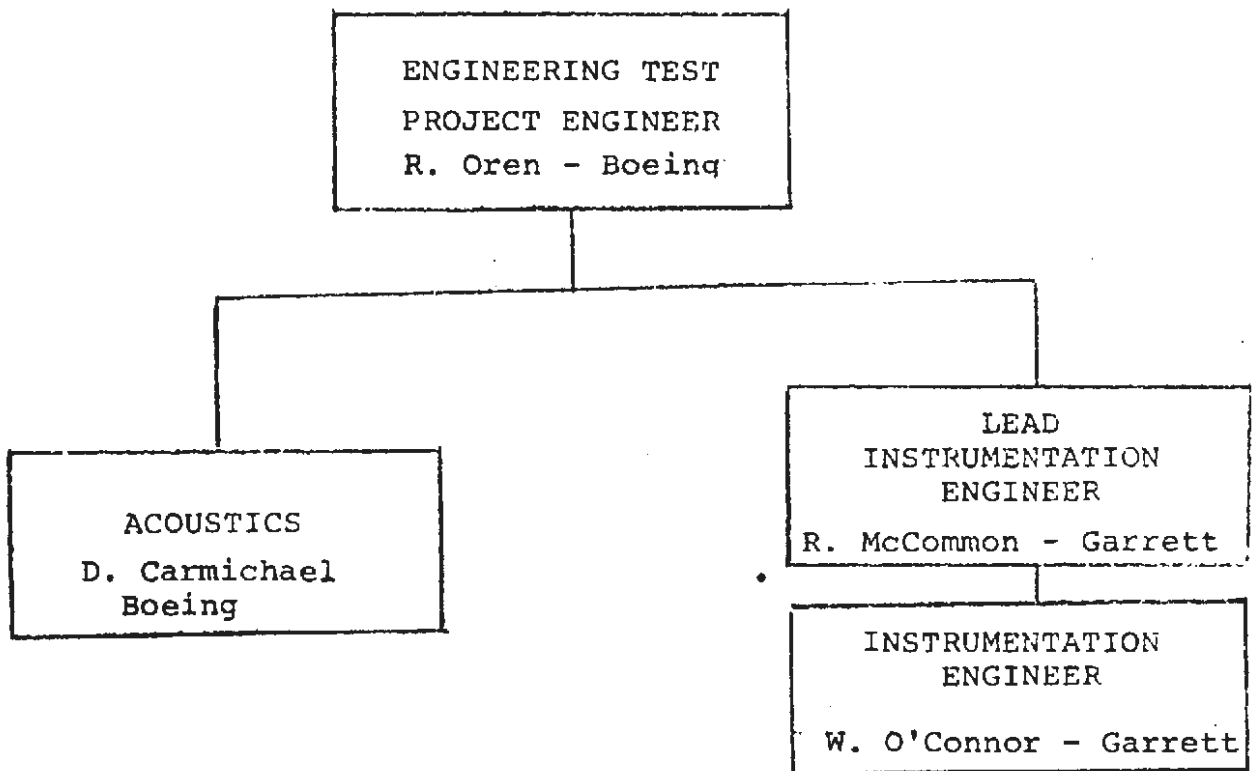 ENGINEERING TEST
PROJECT ENGINEER
R. Oren - Boeing
ACOUSTICS
D. Carmichael
Boeing
LEAD
INSTRUMENTATION
ENGINEER
R. McCommon - Garrett
INSTRUMENTATION
ENGINEER
W. O'Connor - Garrett